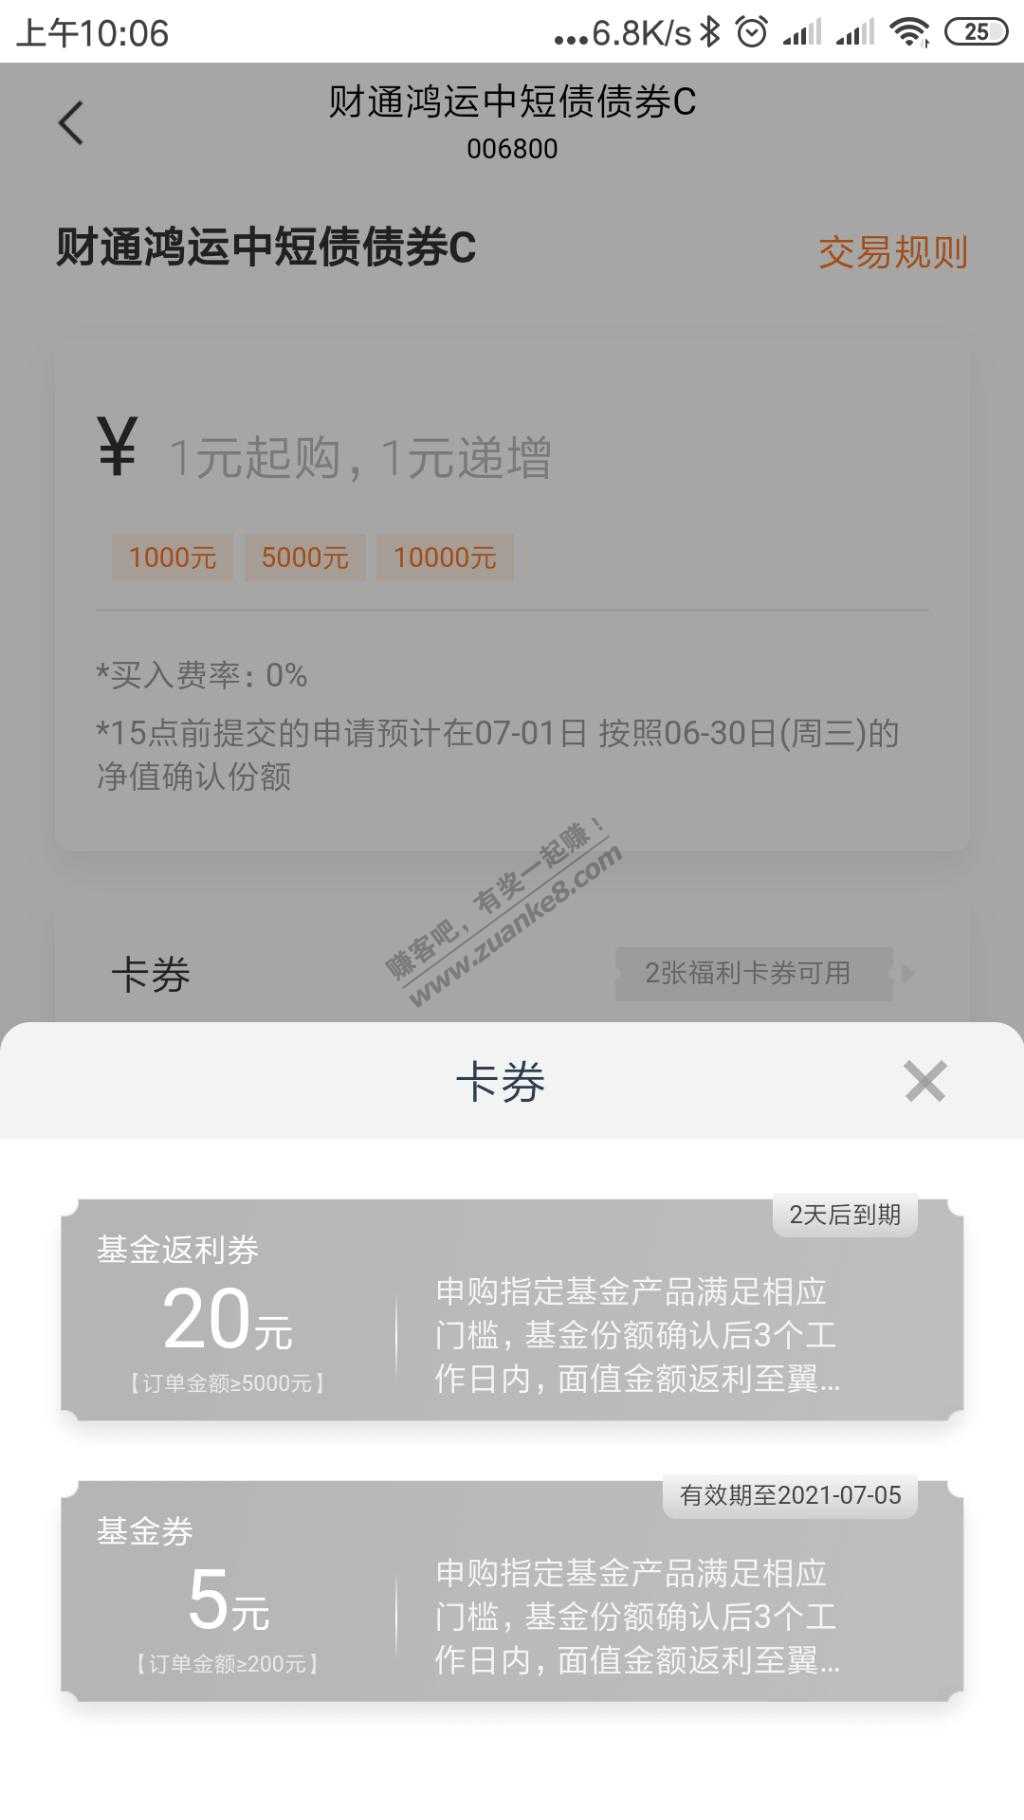 上午10:06
...6.8K/s
25
财通鸿运中短债债券C
006800
财通鸿运中短债债券C
交易规则
¥ 1元起购，1元递增
1000元 5000元 10000元
*买入费率：0%
*15点前提交的申请预计在07-01日 按照06-30日(周三)的
净值确认份额
赚客吧，有奖一起赚！
www.zuanke8.com
卡券
2张福利卡券可用
卡券
2天后到期
基金返利券
20元
【订单金额≥5000元】
申购指定基金产品满足相应
门槛，基金份额确认后3个工
作日内，面值金额返利至翼...
有效期至2021-07-05
基金券
5元
【订单金额≥200元】
申购指定基金产品满足相应
门槛，基金份额确认后3个工
作日内，面值金额返利至翼...